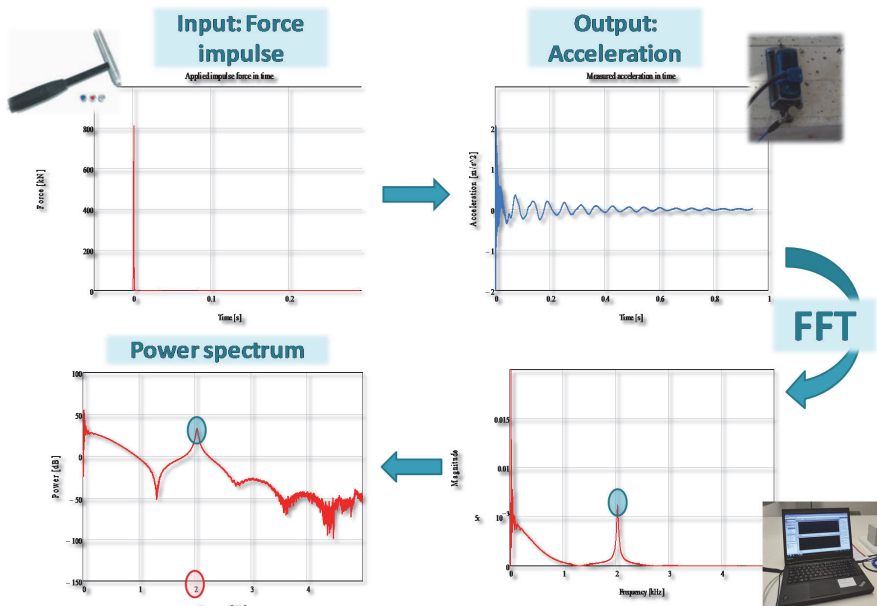 Input: Force
impulse
Applied impulse force in time
800
600
400
200
0
Force [kN]
0
0.1
0.2
Time [s]
Output:
Acceleration
Measured acceleration in time
2
1
0
-1
-2
Acceleration [m/s^2]
0
0.2
0.4
0.6
0.8
1
Time [s]
FFT
Power spectrum
100
50
0
-50
-100
-150
Power [dB]
0
1
2
3
4
0.015
0.01
5
10
0
Magnitude
0
1
2
3
4
Frequency [kHz]